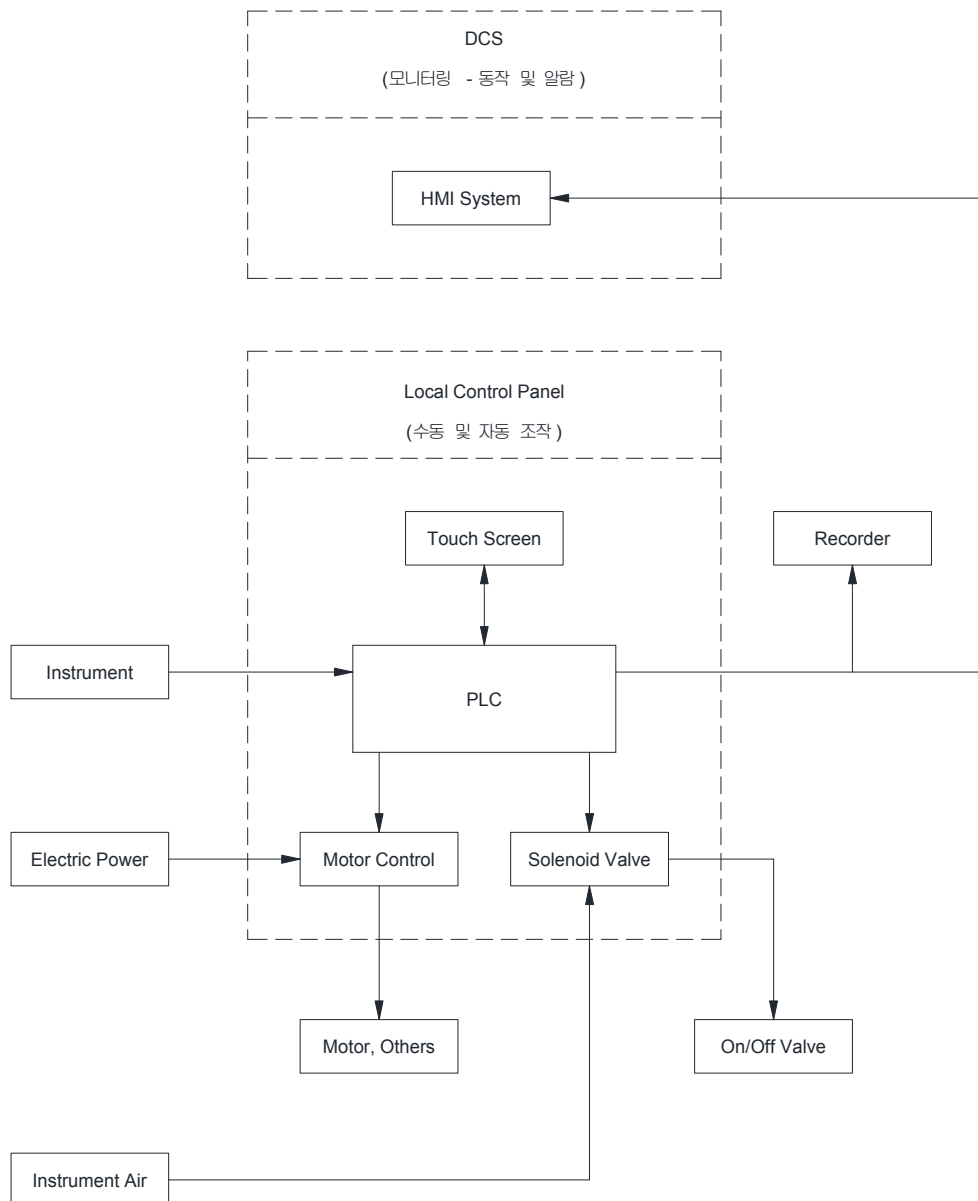 DCS
(모니터링 - 동작 및 알람)
HMI System
Local Control Panel
(수동 및 자동 조작)
Touch Screen
Recorder
Instrument
PLC
Electric Power
Motor Control
Solenoid Valve
Motor, Others
On/Off Valve
Instrument Air